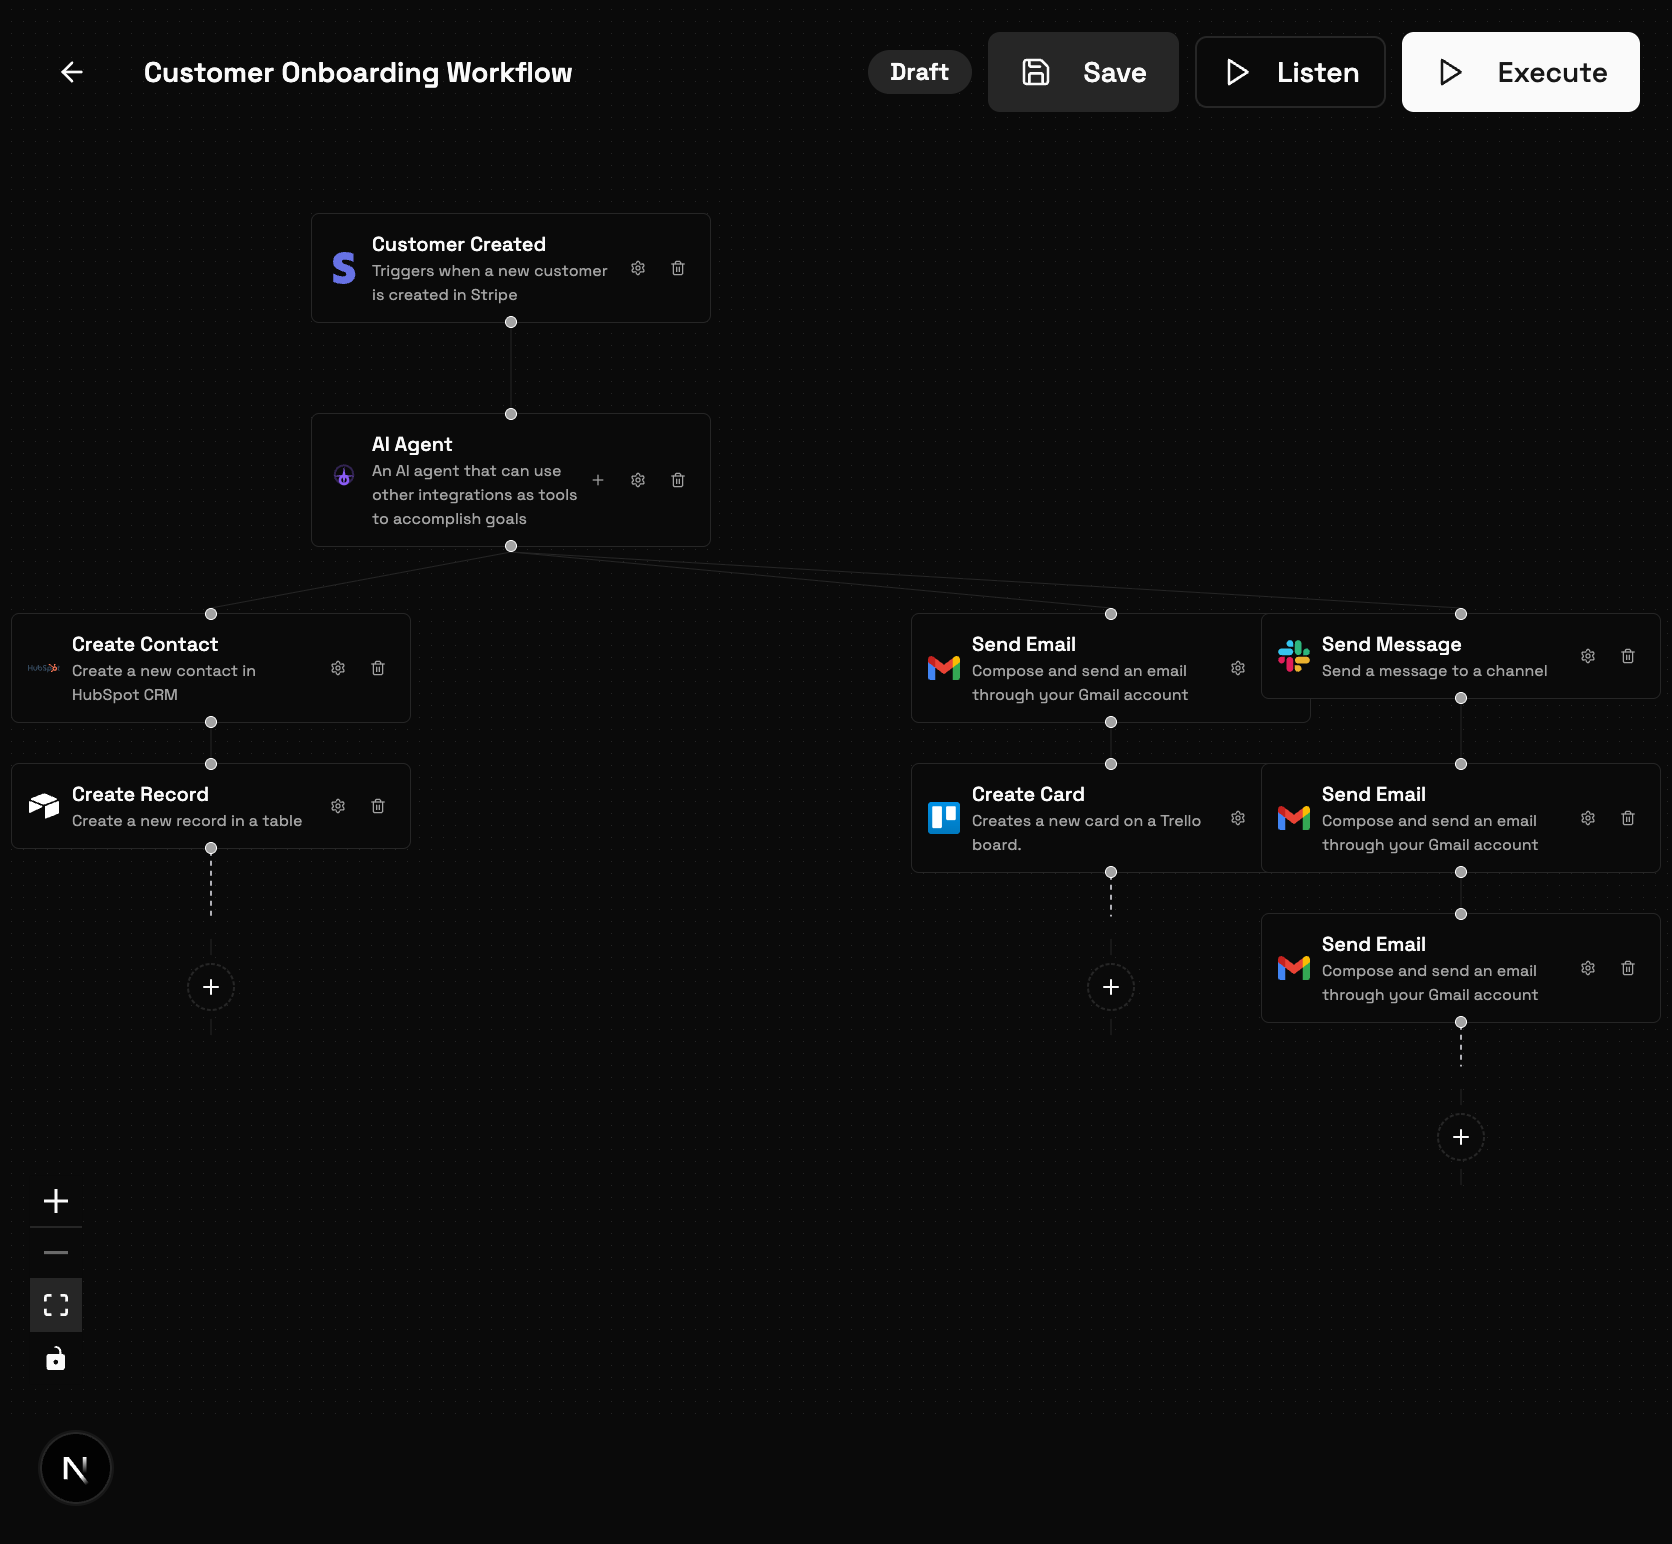 Customer Onboarding Workflow
Draft
Save
Listen
Execute
Customer Created
Triggers when a new customer
is created in Stripe
AI Agent
An AI agent that can use
other integrations as tools
to accomplish goals
HubSpot
Create Contact
Create a new contact in
HubSpot CRM
Send Email
Compose and send an email
through your Gmail account
Send Message
Send a message to a channel
Create Record
Create a new record in a table
Create Card
Creates a new card on a Trello
board.
Send Email
Compose and send an email
through your Gmail account
Send Email
Compose and send an email
through your Gmail account
N